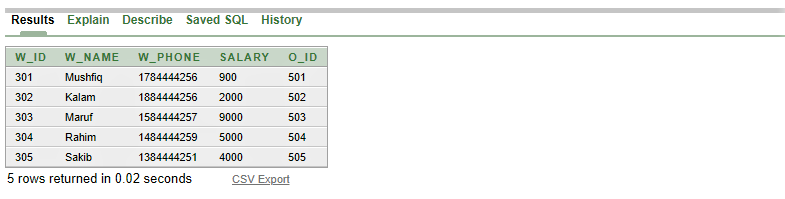 Results Explain Describe Saved SQL History
W_ID W_NAME W_PHONE SALARY O_ID
301 Mushfiq 1784444256 900 501
302 Kalam 1884444256 2000 502
303 Maruf 1584444257 9000 503
304 Rahim 1484444259 5000 504
305 Sakib 1384444251 4000 505
5 rows returned in 0.02 seconds CSV Export